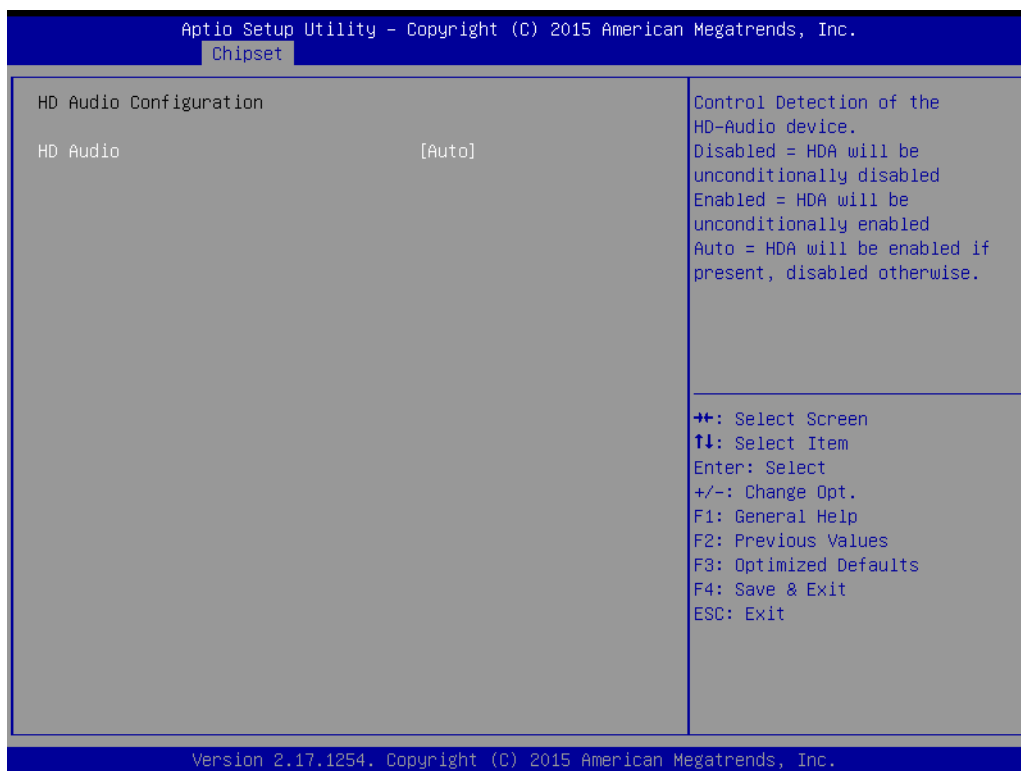 Aptio Setup Utility – Copyright (C) 2015 American Megatrends, Inc.
Chipset
HD Audio Configuration
HD Audio [Auto]
Control Detection of the
HD-Audio device.
Disabled = HDA will be
unconditionally disabled
Enabled = HDA will be
unconditionally enabled
Auto = HDA will be enabled if
present, disabled otherwise.
→←: Select Screen
↑↓: Select Item
Enter: Select
+/-: Change Opt.
F1: General Help
F2: Previous Values
F3: Optimized Defaults
F4: Save & Exit
ESC: Exit
Version 2.17.1254. Copyright (C) 2015 American Megatrends, Inc.